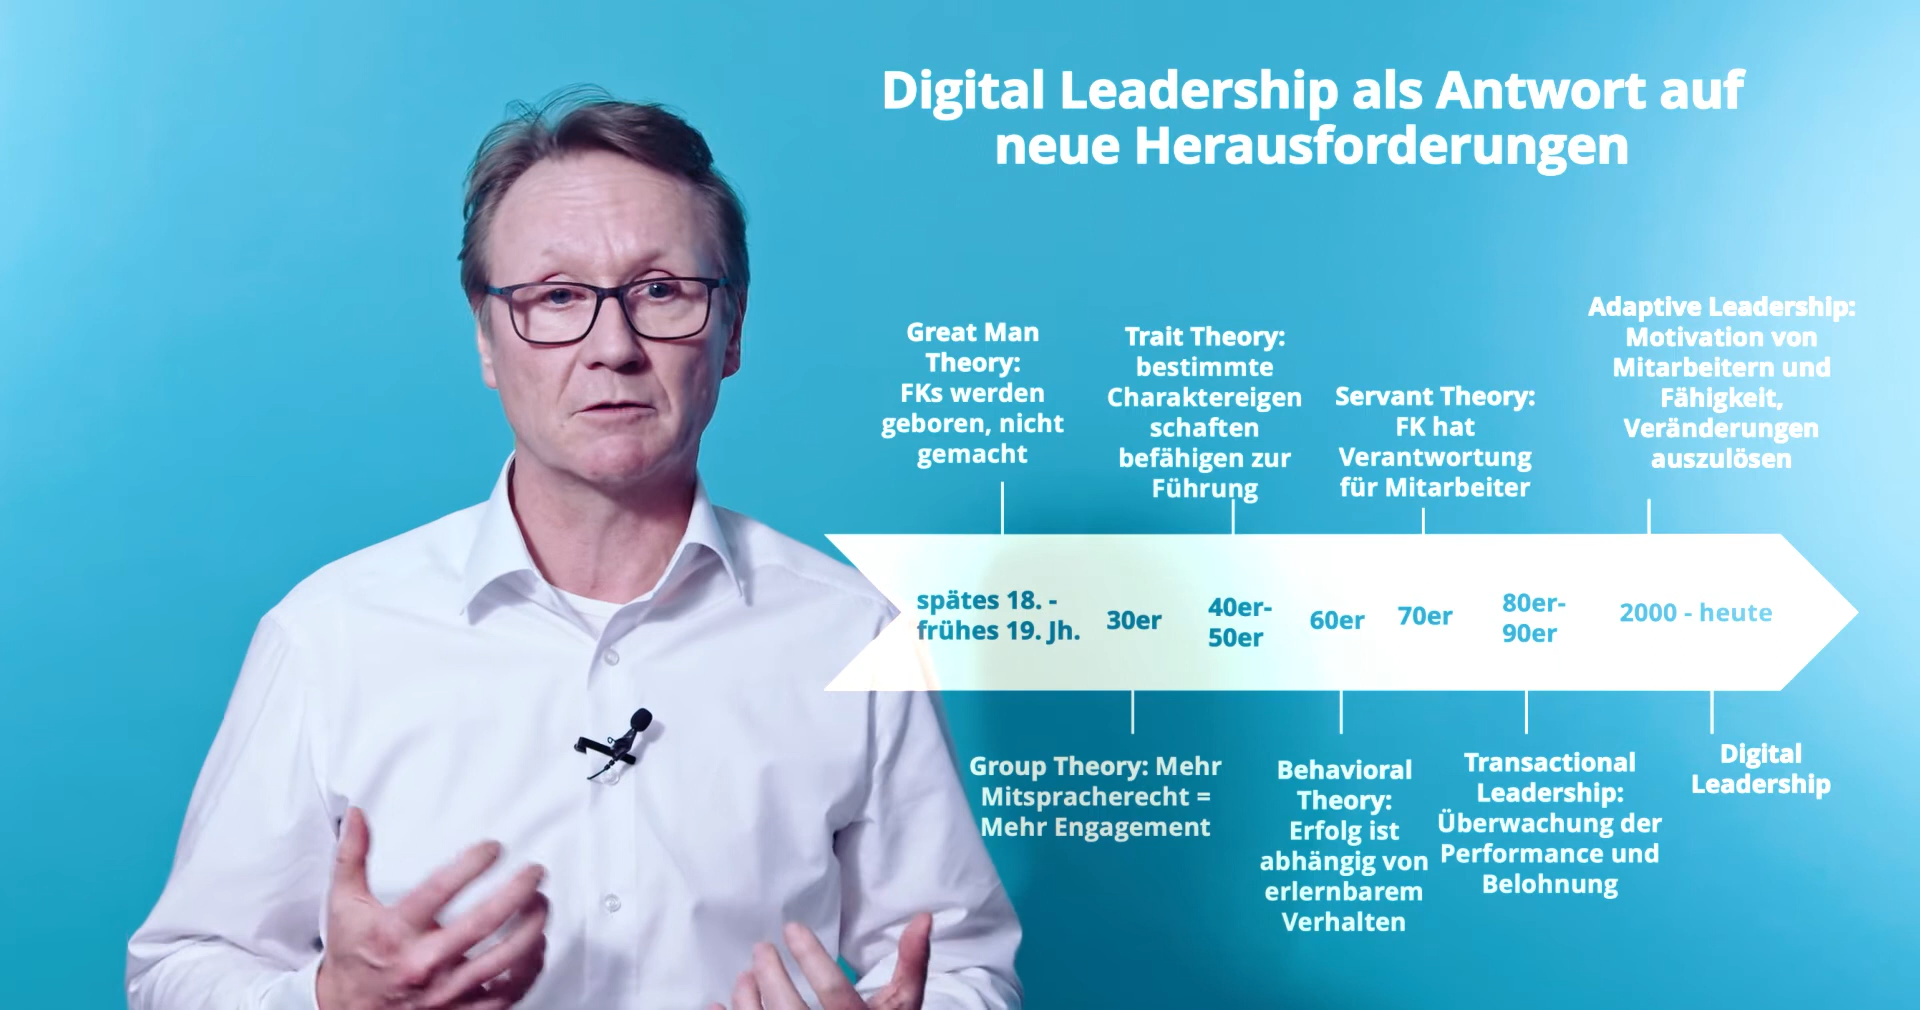 Digital Leadership als Antwort auf
neue Herausforderungen
Great Man
Theory:
FKs werden
geboren, nicht
gemacht
Trait Theory:
bestimmte
Charaktereigen
schaften
befähigen zur
Führung
Servant Theory:
FK hat
Verantwortung
für Mitarbeiter
Adaptive Leadership:
Motivation von
Mitarbeitern und
Fähigkeit,
Veränderungen
auszulösen
spätes 18. -
frühes 19. Jh.
30er
40er-
50er
60er
70er
80er-
90er
2000 - heute
Group Theory: Mehr
Mitspracherecht =
Mehr Engagement
Behavioral
Theory:
Erfolg ist
abhängig von
erlernbarem
Verhalten
Transactional
Leadership:
Überwachung der
Performance und
Belohnung
Digital
Leadership